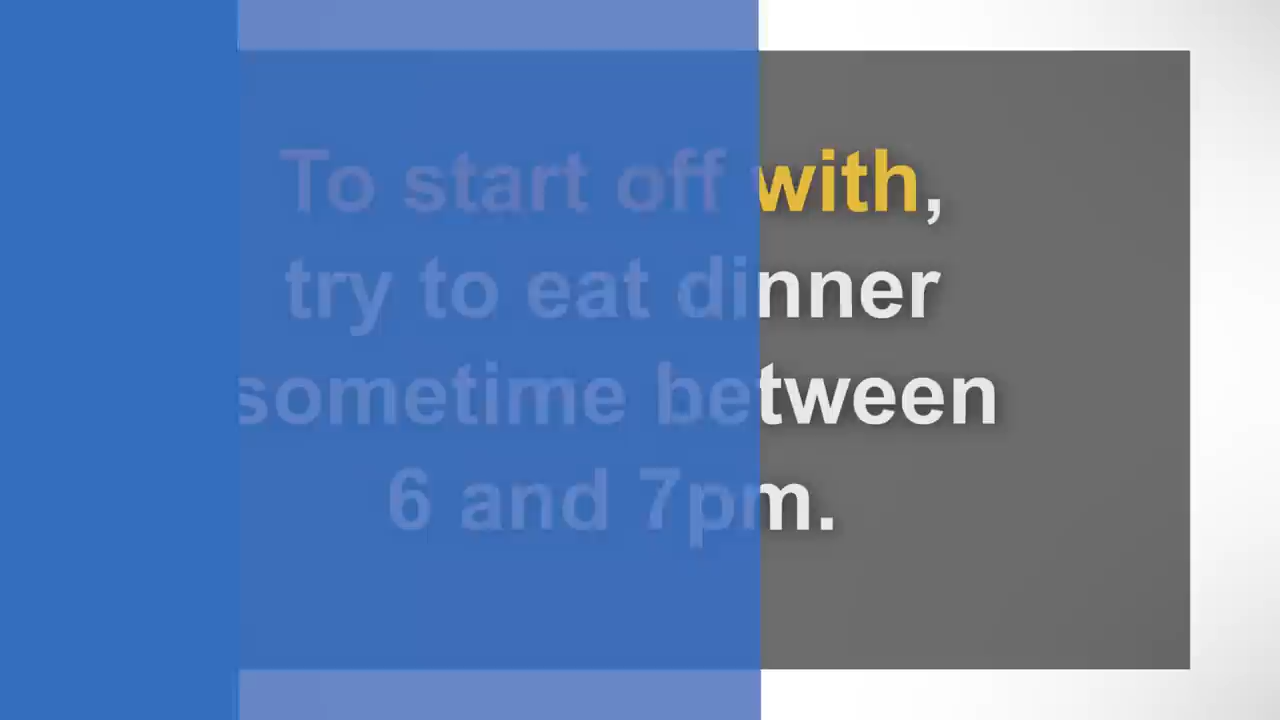 To start off with,
try to eat dinner
sometime between
6 and 7pm.